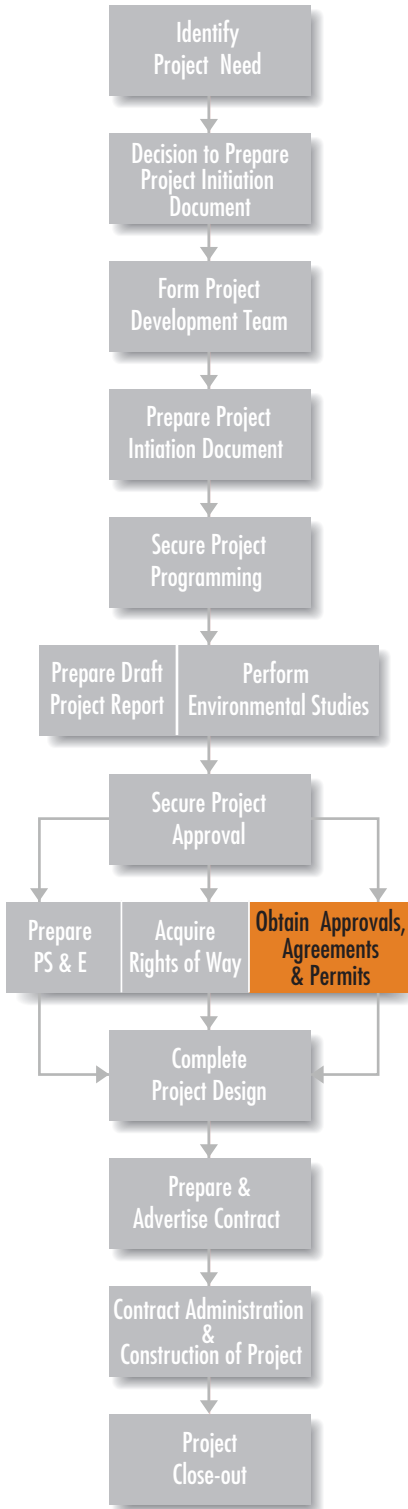 Identify
Project Need
Decision to Prepare
Project Initiation
Document
Form Project
Development Team
Prepare Project
Intiation Document
Secure Project
Programming
Prepare Draft
Project Report
Perform
Environmental Studies
Secure Project
Approval
Prepare
PS & E
Acquire
Rights of Way
Obtain Approvals,
Agreements
& Permits
Complete
Project Design
Prepare &
Advertise Contract
Contract Administration
&
Construction of Project
Project
Close-out